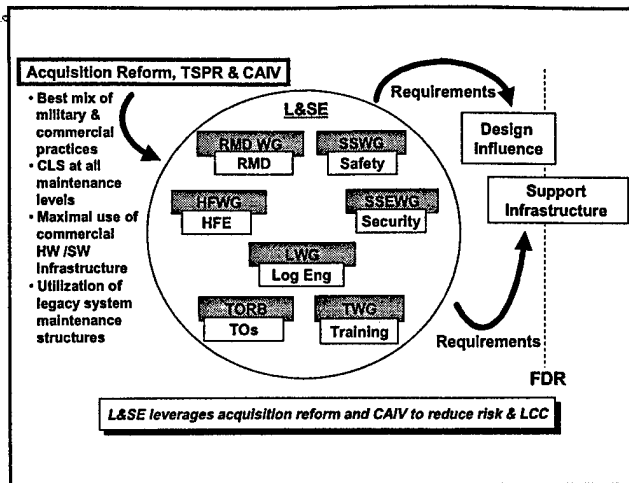 Acquisition Reform, TSPR & CAIV
• Best mix of
military &
commercial
practices
• CLS at all
maintenance
levels
• Maximal use of
commercial
HW /SW
Infrastructure
• Utilization of
legacy system
maintenance
structures
L&SE
RMD WG
RMD
SSWG
Safety
HFWG
HFE
SSEWG
Security
LWG
Log Eng
TORB
TOs
TWG
Training
Requirements
Design
Influence
Support
Infrastructure
Requirements
FDR
L&SE leverages acquisition reform and CAIV to reduce risk & LCC